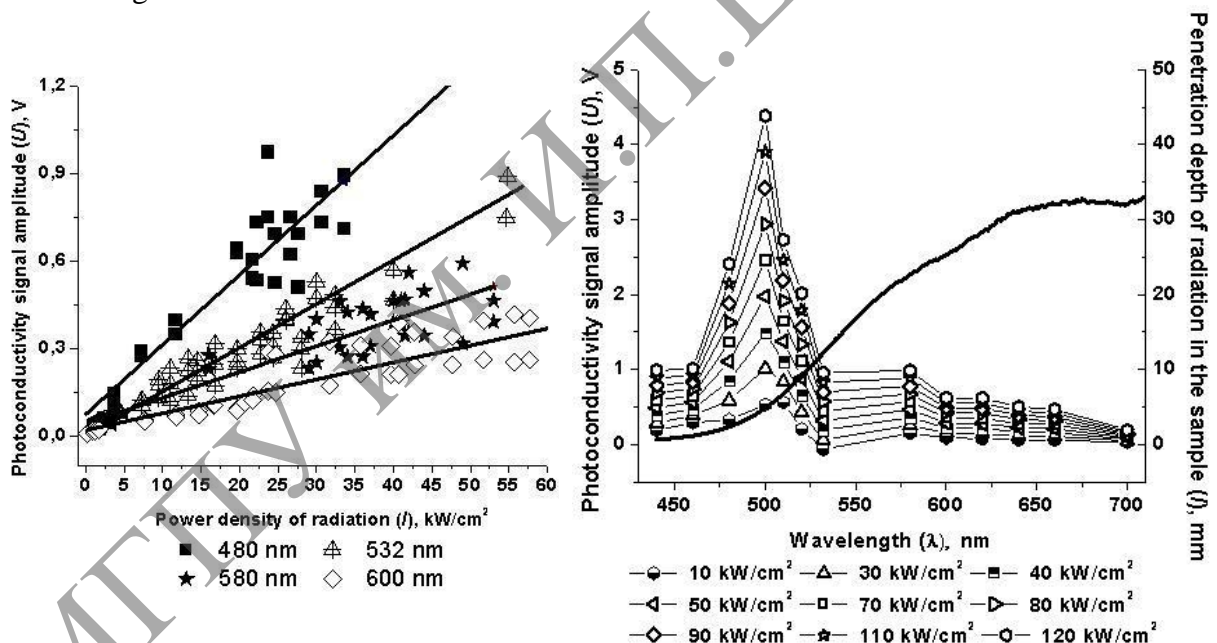 Photoconductivity signal amplitude (U), V
1,2
0,9
0,6
0,3
0,0
0 5 10 15 20 25 30 35 40 45 50 55 60
Power density of radiation (I), kW/cm²
480 nm 532 nm
580 nm 600 nm
Photoconductivity signal amplitude (U), V
5
4
3
2
1
0
450 500 550 600 650 700
Wavelength (λ), nm
50
40
30
20
10
0
Penetration depth of radiation in the sample (l), mm
10 kW/cm² 30 kW/cm² 40 kW/cm²
50 kW/cm² 70 kW/cm² 80 kW/cm²
90 kW/cm² 110 kW/cm² 120 kW/cm²
МГПУ ИМ. И.П.